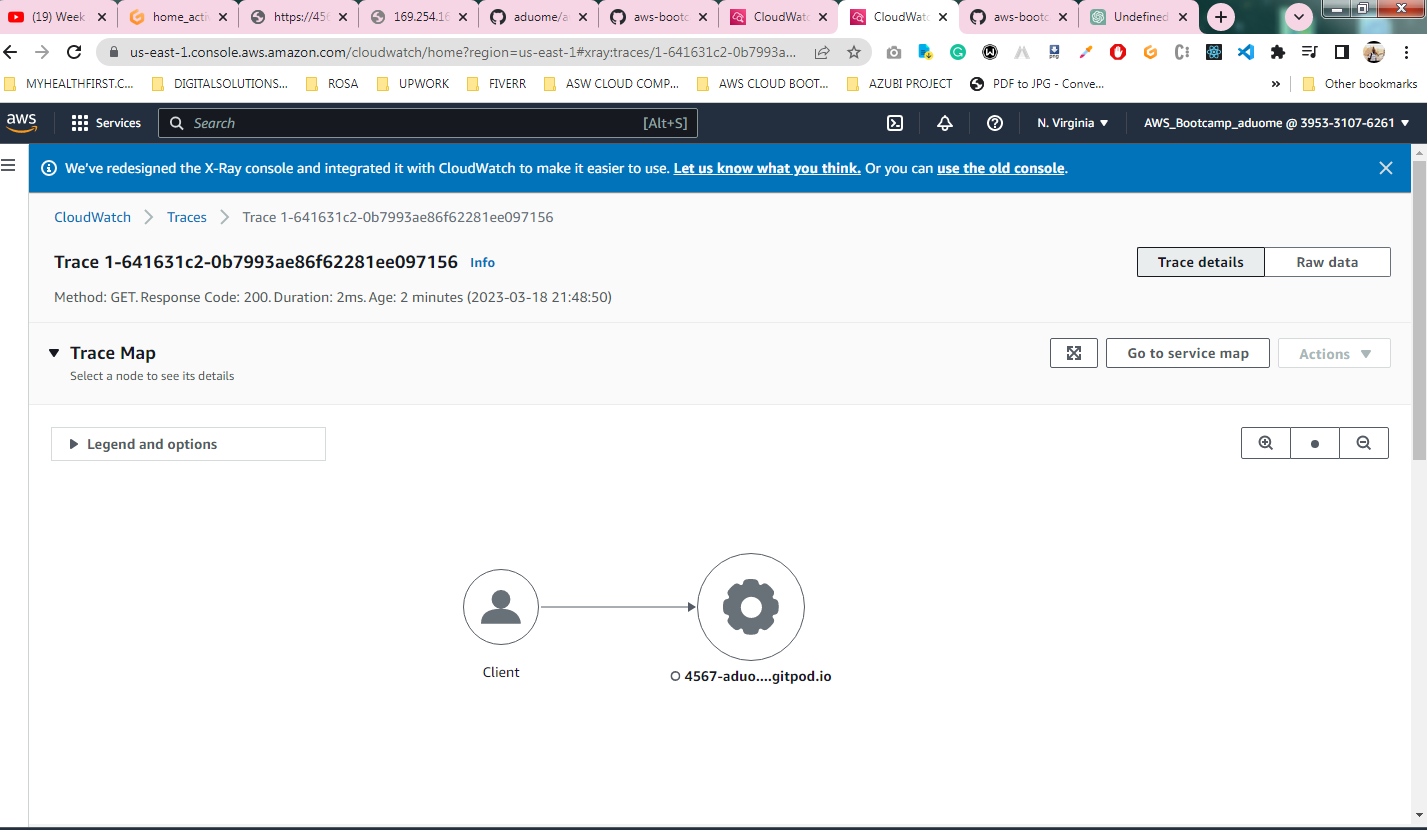 (19) Week
home_activ
https://456
169.254.16
aduome/a
aws-bootc
CloudWatc
CloudWatc
aws-bootc
Undefined
us-east-1.console.aws.amazon.com/cloudwatch/home?region=us-east-1#xray:traces/1-641631c2-0b7993a...
MYHEALTHFIRST.C...
DIGITALSOLUTIONS...
ROSA
UPWORK
FIVERR
ASW CLOUD COMP...
AWS CLOUD BOOT...
AZUBI PROJECT
PDF to JPG - Conve...
»
Other bookmarks
aws
Services
Search
[Alt+S]
N. Virginia
AWS_Bootcamp_aduome @ 3953-3107-6261
We've redesigned the X-Ray console and integrated it with CloudWatch to make it easier to use. Let us know what you think. Or you can use the old console.
CloudWatch
Traces
Trace 1-641631c2-0b7993ae86f62281ee097156
Trace 1-641631c2-0b7993ae86f62281ee097156 Info
Trace details
Raw data
Method: GET. Response Code: 200. Duration: 2ms. Age: 2 minutes (2023-03-18 21:48:50)
Trace Map
Select a node to see its details
Go to service map
Actions
Legend and options
Client
4567-aduo....gitpod.io